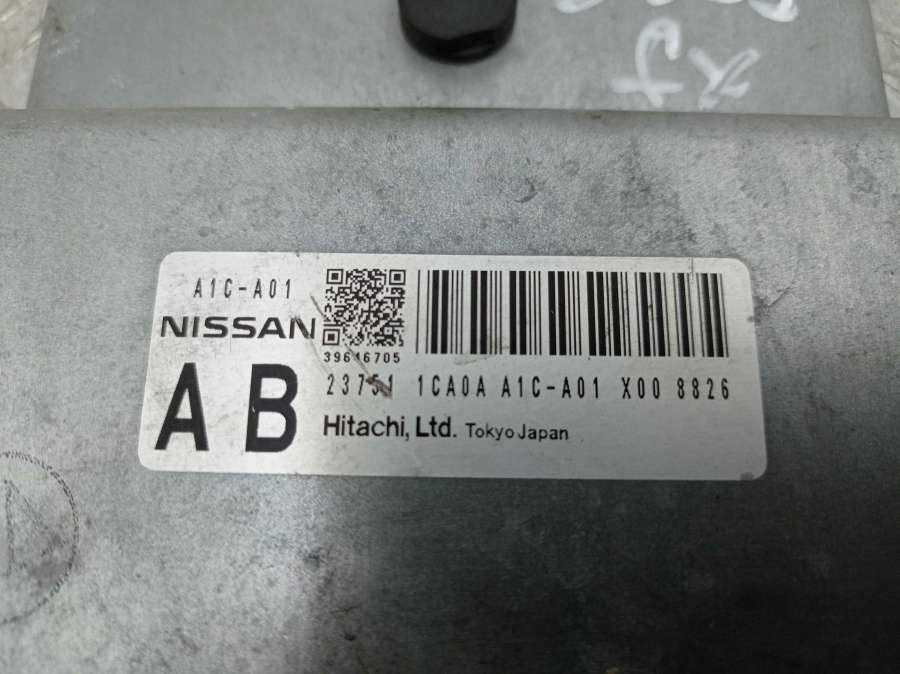 A1C-A01
NISSAN
AB
39616705
23751 1CA0A A1C-A01 X00 8826
Hitachi, Ltd. Tokyo Japan